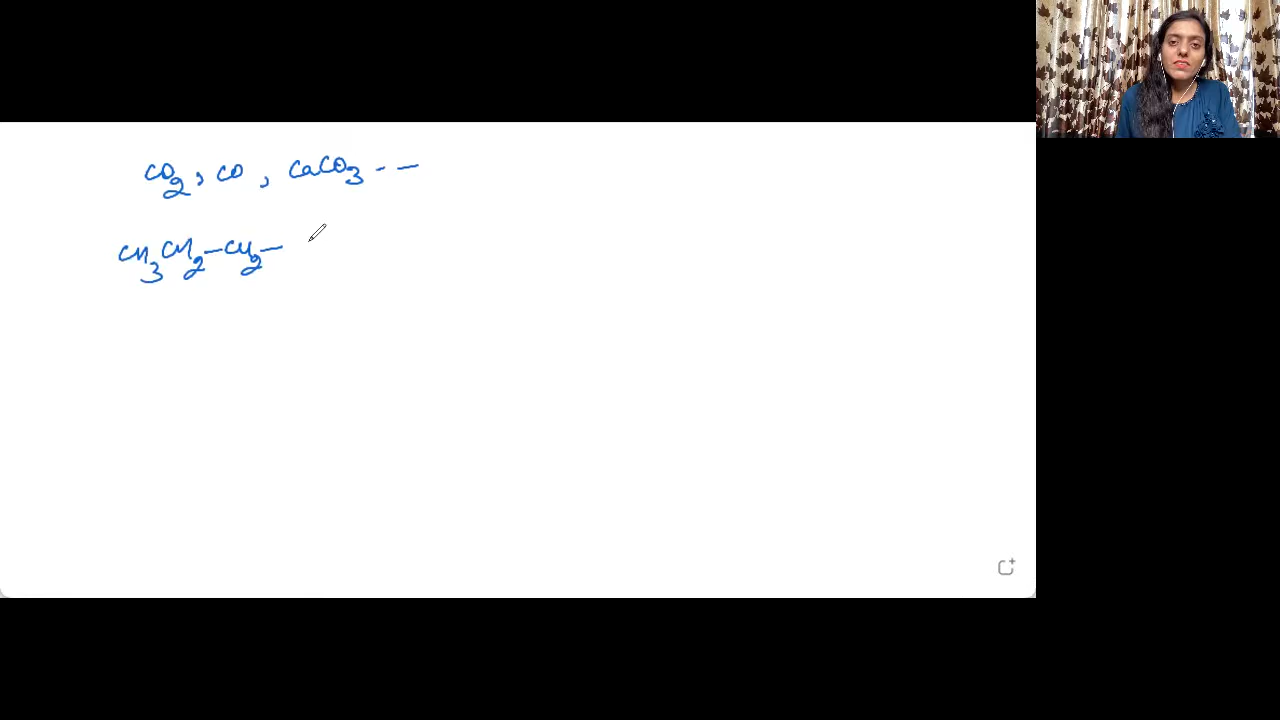 CO2, CO, CaCO3 - —
CH3CH2—CH2—